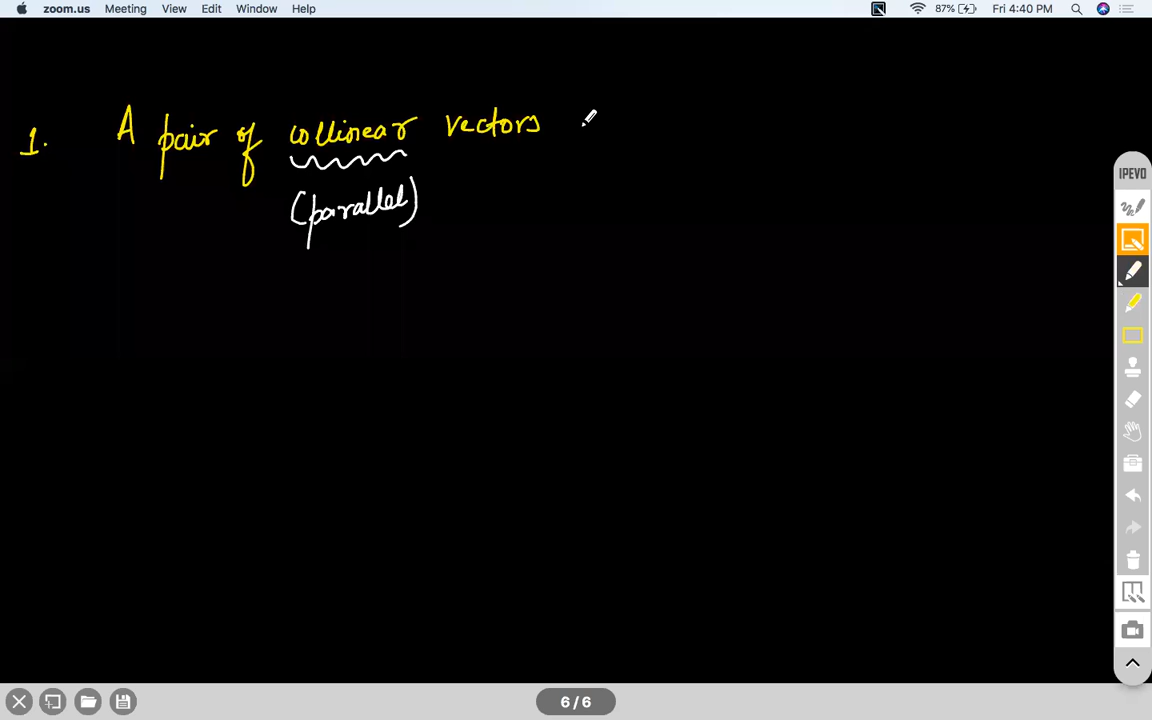 zoom.us Meeting View Edit Window Help 87% Fri 4:40 PM
1. A pair of collinear vectors
(parallel)
IPEVO
6 / 6